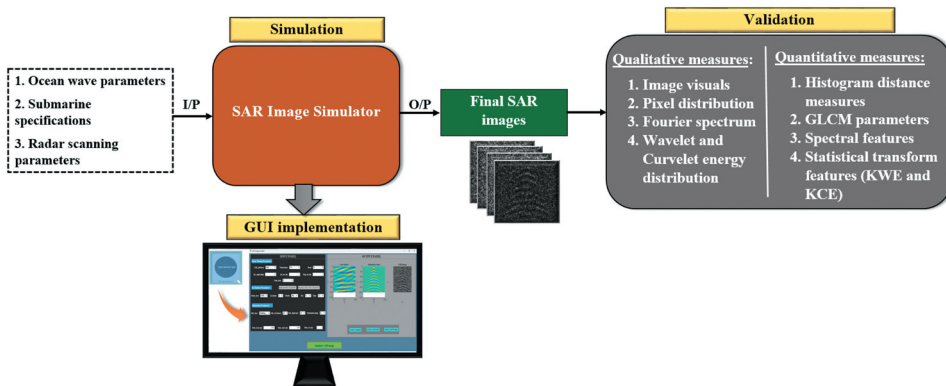 Simulation
Validation
1. Ocean wave parameters
2. Submarine
specifications
3. Radar scanning
parameters
I/P
SAR Image Simulator
O/P
Final SAR
images
Qualitative measures:
1. Image visuals
2. Pixel distribution
3. Fourier spectrum
4. Wavelet and
Curvelet energy
distribution
Quantitative measures:
1. Histogram distance
measures
2. GLCM parameters
3. Spectral features
4. Statistical transform
features (KWE and
KCE)
GUI implementation